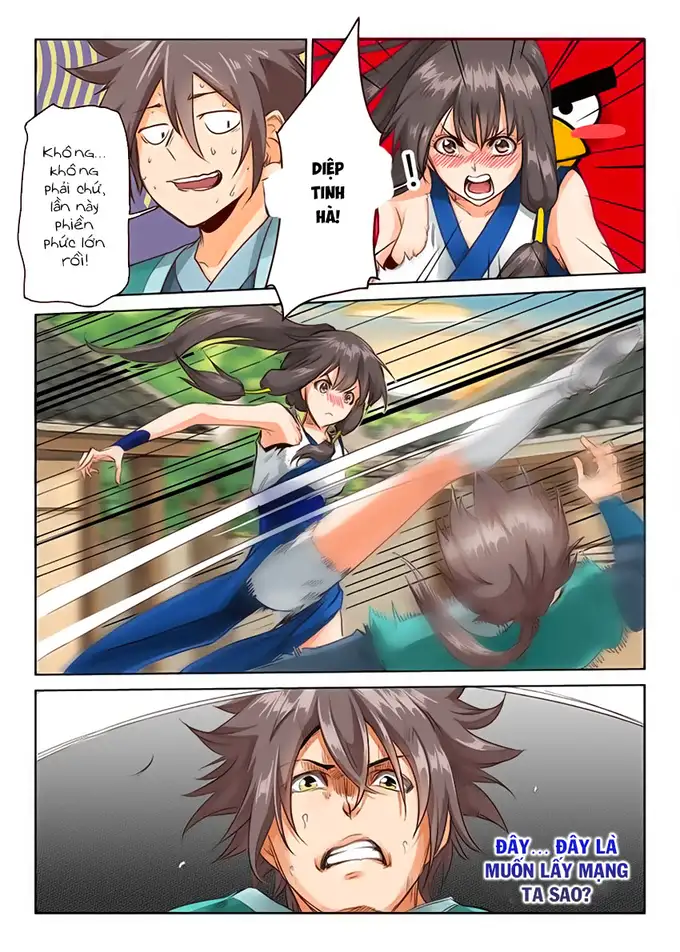 Không...
không
phải chứ,
lần này
phiền
phức lớn
rồi!
DIỆP
TINH
HÀ!
!
ĐÂY... ĐÂY LÀ
MUỐN LẤY MẠNG
TA SAO?